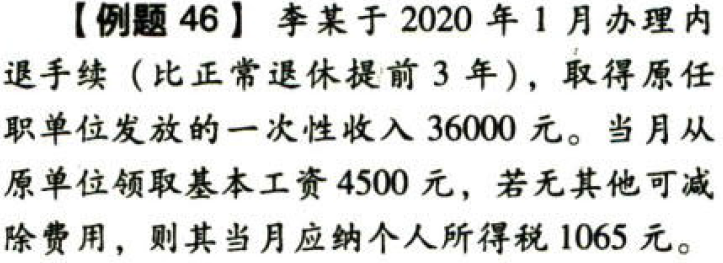 【例题 46】 李某于 2020 年 1 月办理内
退手续（比正常退休提前 3 年），取得原任
职单位发放的一次性收入 36000 元。当月从
原单位领取基本工资 4500 元，若无其他可减
除费用，则其当月应纳个人所得税 1065 元。